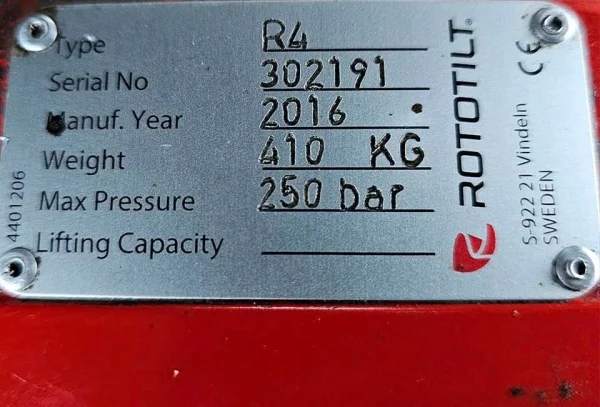 Type R4
Serial No 302191
Manuf. Year 2016
Weight 410 KG
Max Pressure 250 bar
Lifting Capacity
4401206
ROTOTILT®
S-922 21 Vindeln
SWEDEN
CE